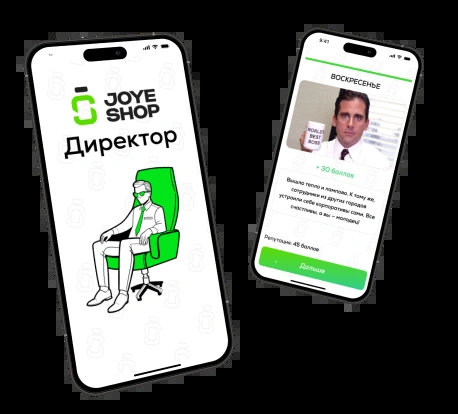 JOYE
SHOP
Директор
9:41
ВОСКРЕСЕНЬЕ
WORLD'S
BEST
BOSS
+ 30 баллов
Вышло тепло и лампово. К тому же,
сотрудники из других городов
устроили себе корпоративы сами. Все
счастливы, а вы – молодец!
Репутация: 45 баллов
Дальше